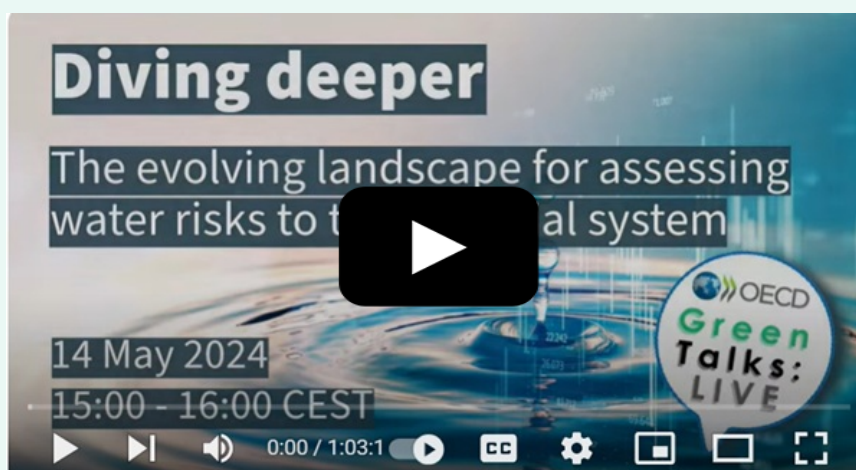 Diving deeper
The evolving landscape for assessing
water risks to t al system
14 May 2024
15:00 - 16:00 CEST
OECD
Green
Talks:
LIVE
0:00 / 1:03:1
CC